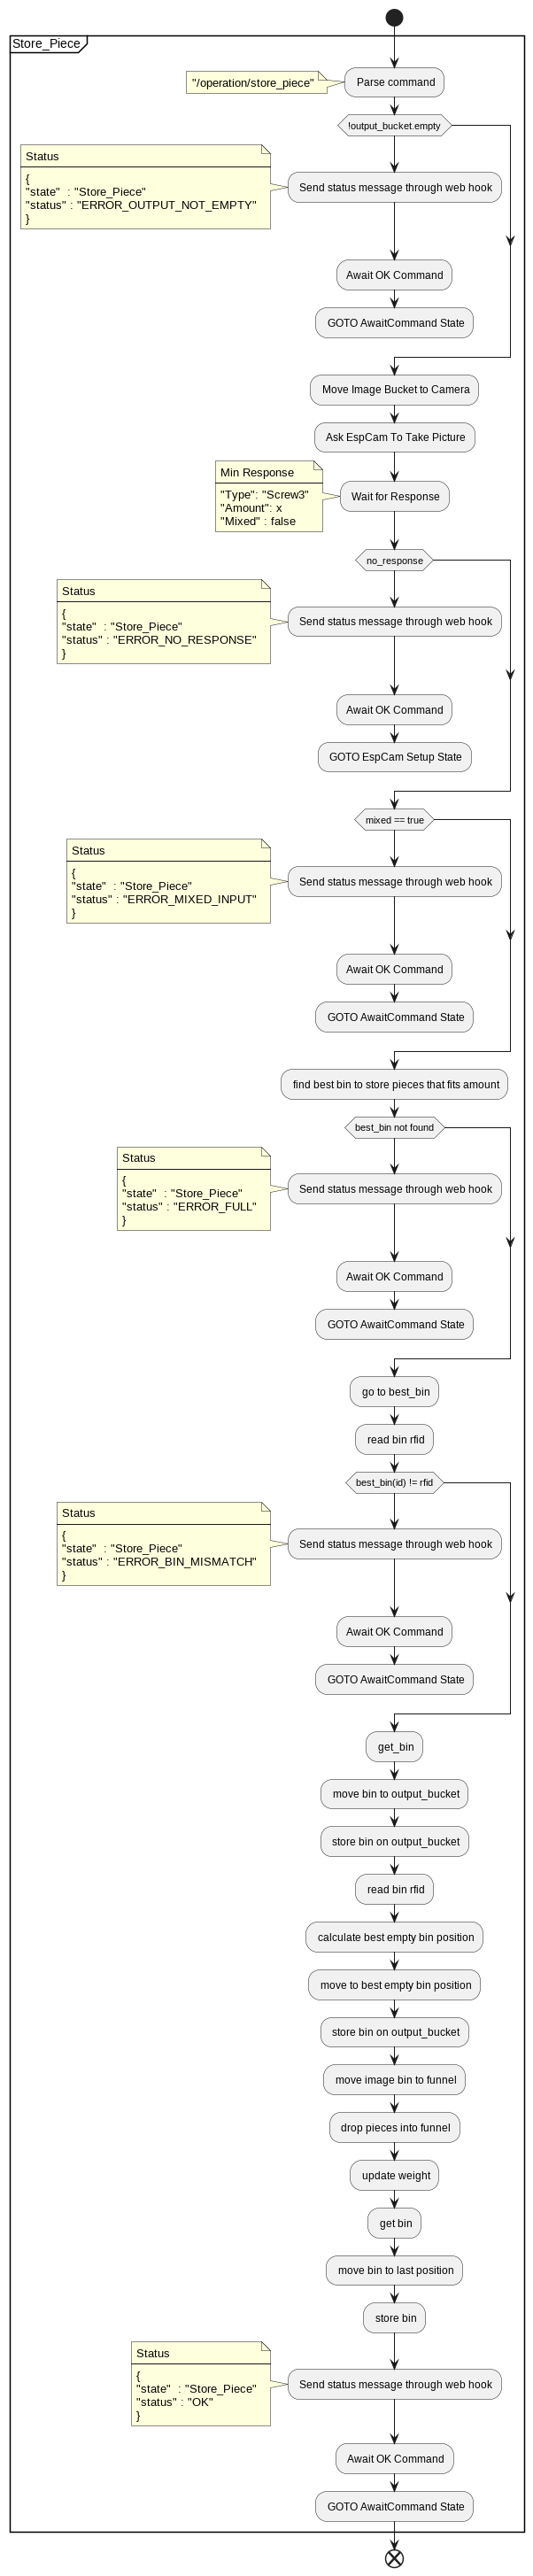 Store_Piece
"/operation/store_piece"
Parse command
!output_bucket.empty
Status
{
"state"  : "Store_Piece"
"status" : "ERROR_OUTPUT_NOT_EMPTY"
}
Send status message through web hook
Await OK Command
GOTO AwaitCommand State
Move Image Bucket to Camera
Ask EspCam To Take Picture
Min Response
"Type": "Screw3"
"Amount": x
"Mixed" : false
Wait for Response
no_response
Status
{
"state"  : "Store_Piece"
"status" : "ERROR_NO_RESPONSE"
}
Send status message through web hook
Await OK Command
GOTO EspCam Setup State
mixed == true
Status
{
"state"  : "Store_Piece"
"status" : "ERROR_MIXED_INPUT"
}
Send status message through web hook
Await OK Command
GOTO AwaitCommand State
find best bin to store pieces that fits amount
best_bin not found
Status
{
"state"  : "Store_Piece"
"status" : "ERROR_FULL"
}
Send status message through web hook
Await OK Command
GOTO AwaitCommand State
go to best_bin
read bin rfid
best_bin(id) != rfid
Status
{
"state"  : "Store_Piece"
"status" : "ERROR_BIN_MISMATCH"
}
Send status message through web hook
Await OK Command
GOTO AwaitCommand State
get_bin
move bin to output_bucket
store bin on output_bucket
read bin rfid
calculate best empty bin position
move to best empty bin position
store bin on output_bucket
move image bin to funnel
drop pieces into funnel
update weight
get bin
move bin to last position
store bin
Status
{
"state"  : "Store_Piece"
"status" : "OK"
}
Send status message through web hook
Await OK Command
GOTO AwaitCommand State